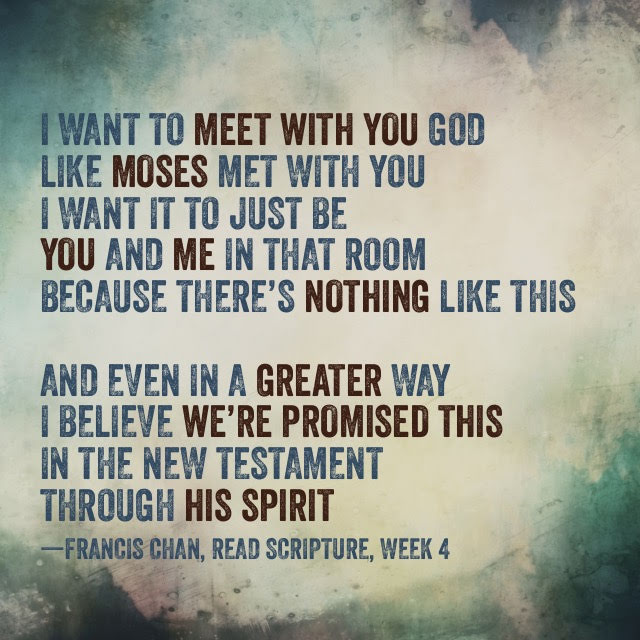 I WANT TO MEET WITH YOU GOD
LIKE MOSES MET WITH YOU
I WANT IT TO JUST BE
YOU AND ME IN THAT ROOM
BECAUSE THERE'S NOTHING LIKE THIS
AND EVEN IN A GREATER WAY
I BELIEVE WE'RE PROMISED THIS
IN THE NEW TESTAMENT
THROUGH HIS SPIRIT
—FRANCIS CHAN, READ SCRIPTURE, WEEK 4